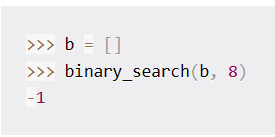 >>> b = []
>>> binary_search(b, 8)
-1